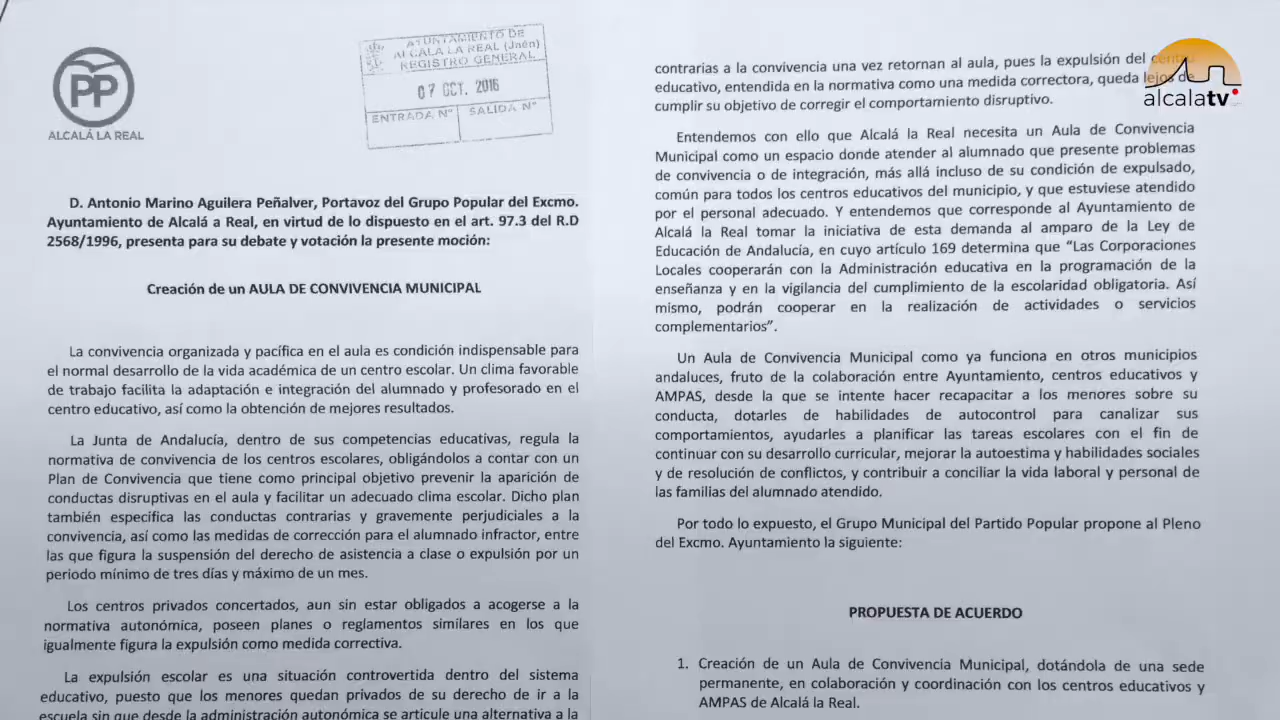 PP
ALCALÁ LA REAL
AYUNTAMIENTO DE
ALCALA LA REAL (Jaén)
REGISTRO GENERAL
07 OCT. 2016
ENTRADA Nº
SALIDA Nº
D. Antonio Marino Aguilera Peñalver, Portavoz del Grupo Popular del Excmo.
Ayuntamiento de Alcalá a Real, en virtud de lo dispuesto en el art. 97.3 del R.D
2568/1996, presenta para su debate y votación la presente moción:
Creación de un AULA DE CONVIVENCIA MUNICIPAL
La convivencia organizada y pacífica en el aula es condición indispensable para
el normal desarrollo de la vida académica de un centro escolar. Un clima favorable
de trabajo facilita la adaptación e integración del alumnado y profesorado en el
centro educativo, así como la obtención de mejores resultados.
La Junta de Andalucía, dentro de sus competencias educativas, regula la
normativa de convivencia de los centros escolares, obligándolos a contar con un
Plan de Convivencia que tiene como principal objetivo prevenir la aparición de
conductas disruptivas en el aula y facilitar un adecuado clima escolar. Dicho plan
también especifica las conductas contrarias y gravemente perjudiciales a la
convivencia, así como las medidas de corrección para el alumnado infractor, entre
las que figura la suspensión del derecho de asistencia a clase o expulsión por un
periodo mínimo de tres días y máximo de un mes.
Los centros privados concertados, aun sin estar obligados a acogerse a la
normativa autonómica, poseen planes o reglamentos similares en los que
igualmente figura la expulsión como medida correctiva.
La expulsión escolar es una situación controvertida dentro del sistema
educativo, puesto que los menores quedan privados de su derecho de ir a la
escuela sin que desde la administración autonómica se articule una alternativa a la
contrarias a la convivencia una vez retornan al aula, pues la expulsión del centro
educativo, entendida en la normativa como una medida correctora, queda lejos de
cumplir su objetivo de corregir el comportamiento disruptivo.
Entendemos con ello que Alcalá la Real necesita un Aula de Convivencia
Municipal como un espacio donde atender al alumnado que presente problemas
de convivencia o de integración, más allá incluso de su condición de expulsado,
común para todos los centros educativos del municipio, y que estuviese atendido
por el personal adecuado. Y entendemos que corresponde al Ayuntamiento de
Alcalá la Real tomar la iniciativa de esta demanda al amparo de la Ley de
Educación de Andalucía, en cuyo artículo 169 determina que “Las Corporaciones
Locales cooperarán con la Administración educativa en la programación de la
enseñanza y en la vigilancia del cumplimiento de la escolaridad obligatoria. Así
mismo, podrán cooperar en la realización de actividades o servicios
complementarios”.
Un Aula de Convivencia Municipal como ya funciona en otros municipios
andaluces, fruto de la colaboración entre Ayuntamiento, centros educativos y
AMPAS, desde la que se intente hacer recapacitar a los menores sobre su
conducta, dotarles de habilidades de autocontrol para canalizar sus
comportamientos, ayudarles a planificar las tareas escolares con el fin de
continuar con su desarrollo curricular, mejorar la autoestima y habilidades sociales
y de resolución de conflictos, y contribuir a conciliar la vida laboral y personal de
las familias del alumnado atendido.
Por todo lo expuesto, el Grupo Municipal del Partido Popular propone al Pleno
del Excmo. Ayuntamiento la siguiente:
PROPUESTA DE ACUERDO
1. Creación de un Aula de Convivencia Municipal, dotándola de una sede
permanente, en colaboración y coordinación con los centros educativos y
AMPAS de Alcalá la Real.
alcalatv